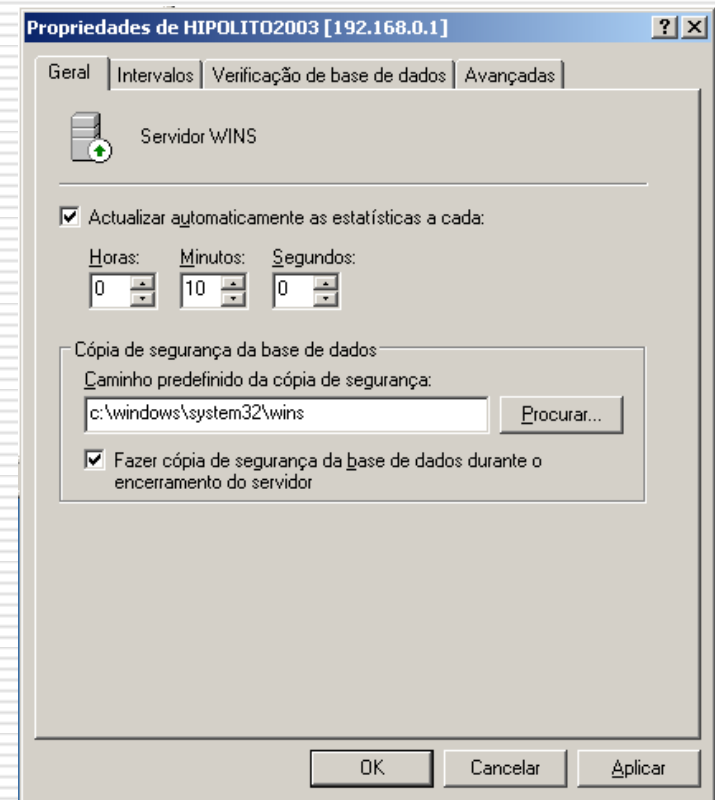 Propriedades de HIPOLITO2003 [192.168.0.1]
Geral Intervalos Verificação de base de dados Avançadas
Servidor WINS
Actualizar automaticamente as estatísticas a cada:
Horas: Minutos: Segundos:
0 10 0
Cópia de segurança da base de dados
Caminho predefinido da cópia de segurança:
c:\windows\system32\wins Procurar...
Fazer cópia de segurança da base de dados durante o
encerramento do servidor
OK Cancelar Aplicar